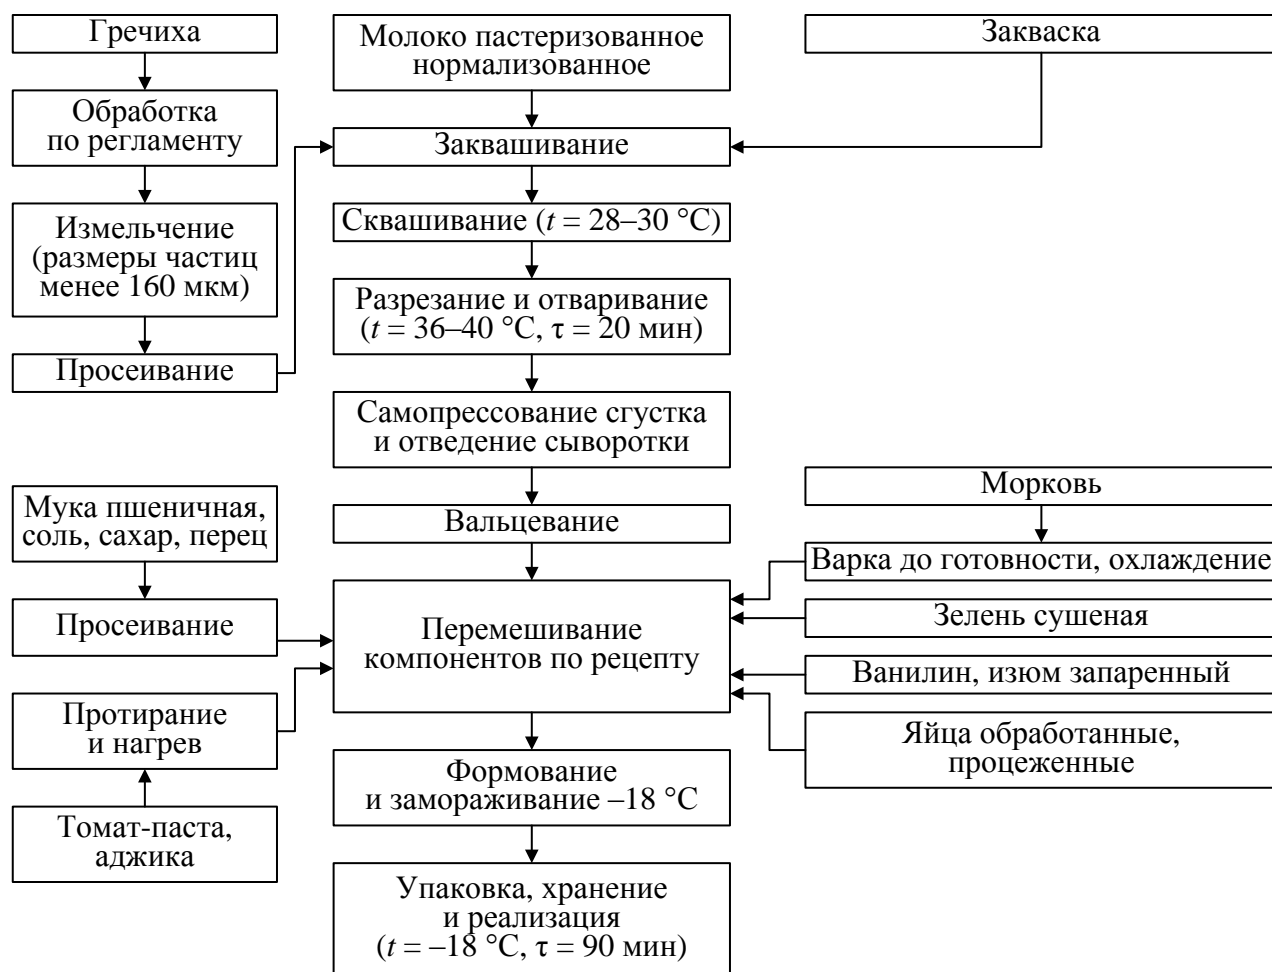 Гречиха
Обработка
по регламенту
Измельчение
(размеры частиц
менее 160 мкм)
Просеивание
Молоко пастеризованное
нормализованное
Закваска
Заквашивание
Сквашивание (t = 28–30 °C)
Разрезание и отваривание
(t = 36–40 °C, τ = 20 мин)
Самопрессование сгустка
и отведение сыворотки
Вальцевание
Мука пшеничная,
соль, сахар, перец
Просеивание
Протирание
и нагрев
Томат-паста,
аджика
Перемешивание
компонентов по рецепту
Морковь
Варка до готовности, охлаждение
Зелень сушеная
Ванилин, изюм запаренный
Яйца обработанные,
процеженные
Формование
и замораживание –18 °C
Упаковка, хранение
и реализация
(t = –18 °C, τ = 90 мин)